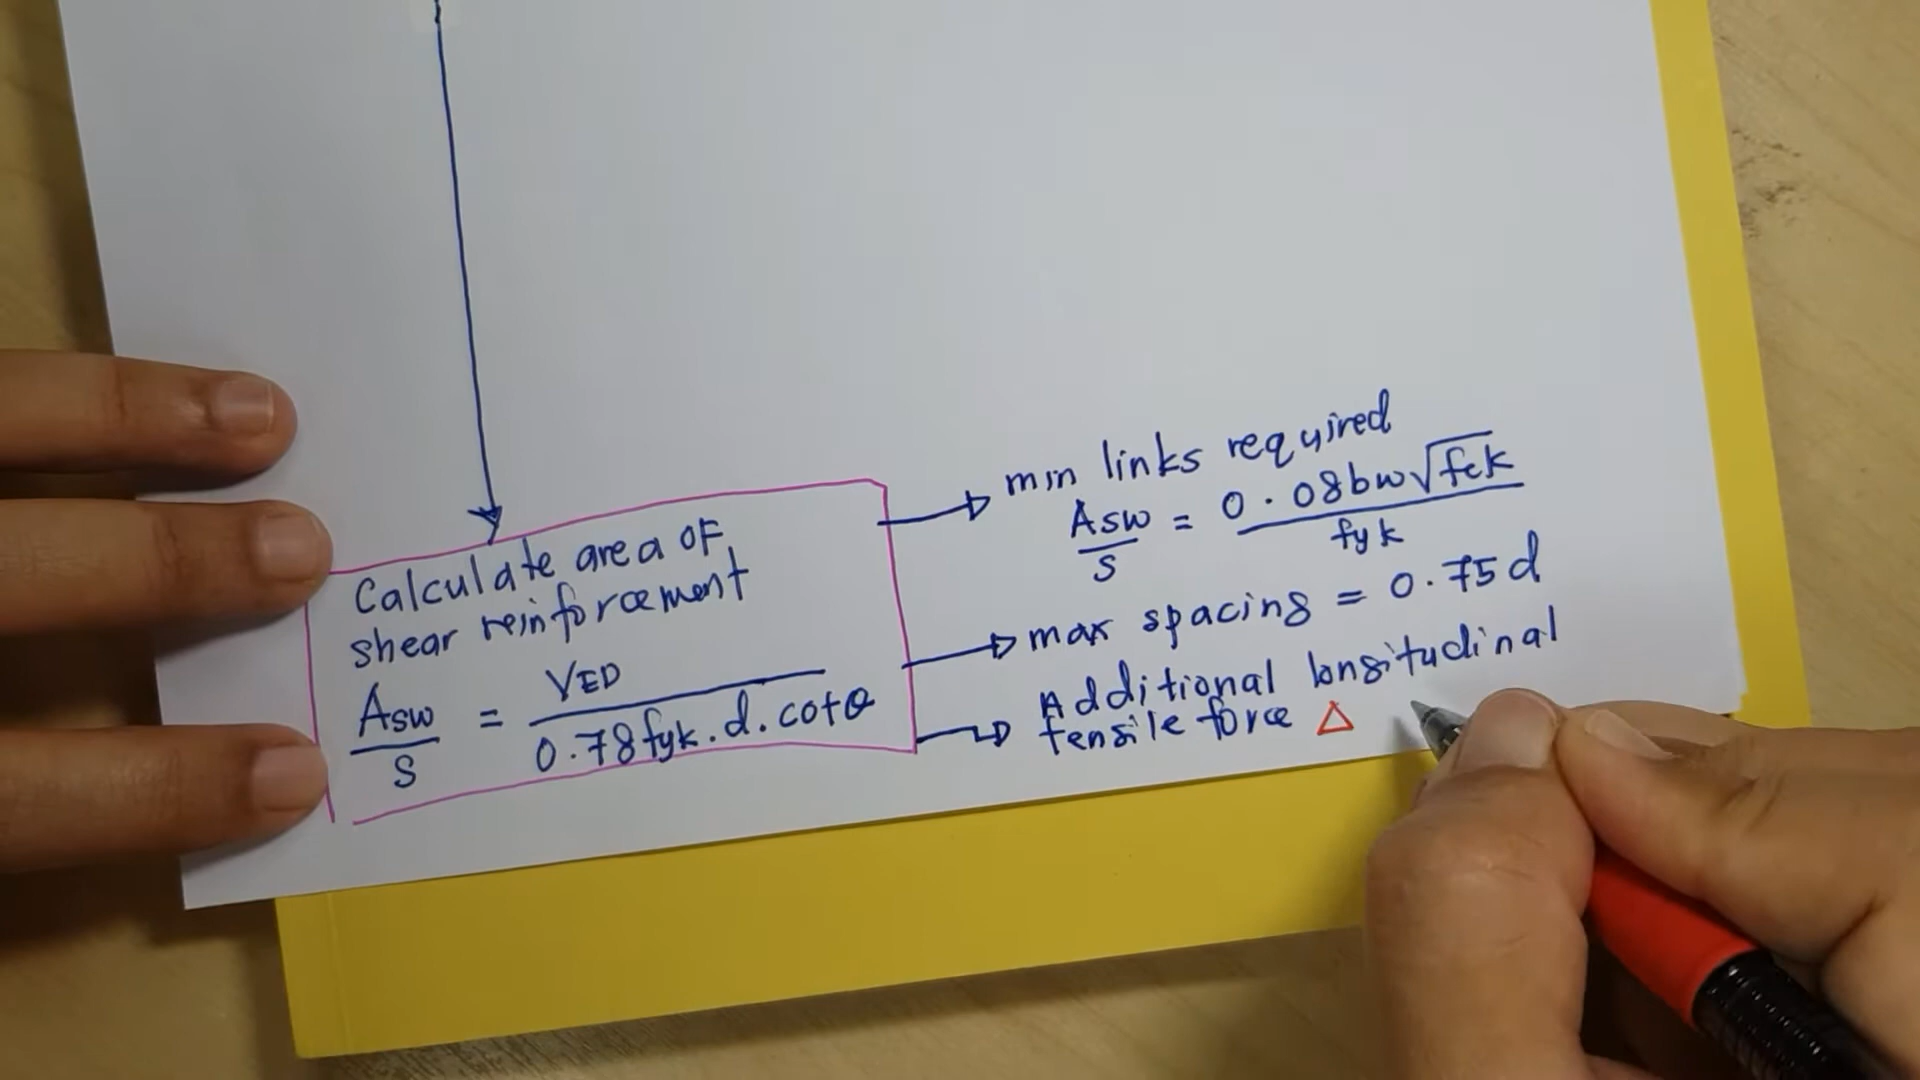 Calculate area of
shear reinforcement
Asw/s = VED/0.78fyk.d.cotθ
min links required
Asw/s = 0.08bw√fck/fyk
max spacing = 0.75d
Additional longitudinal
tensile force Δ